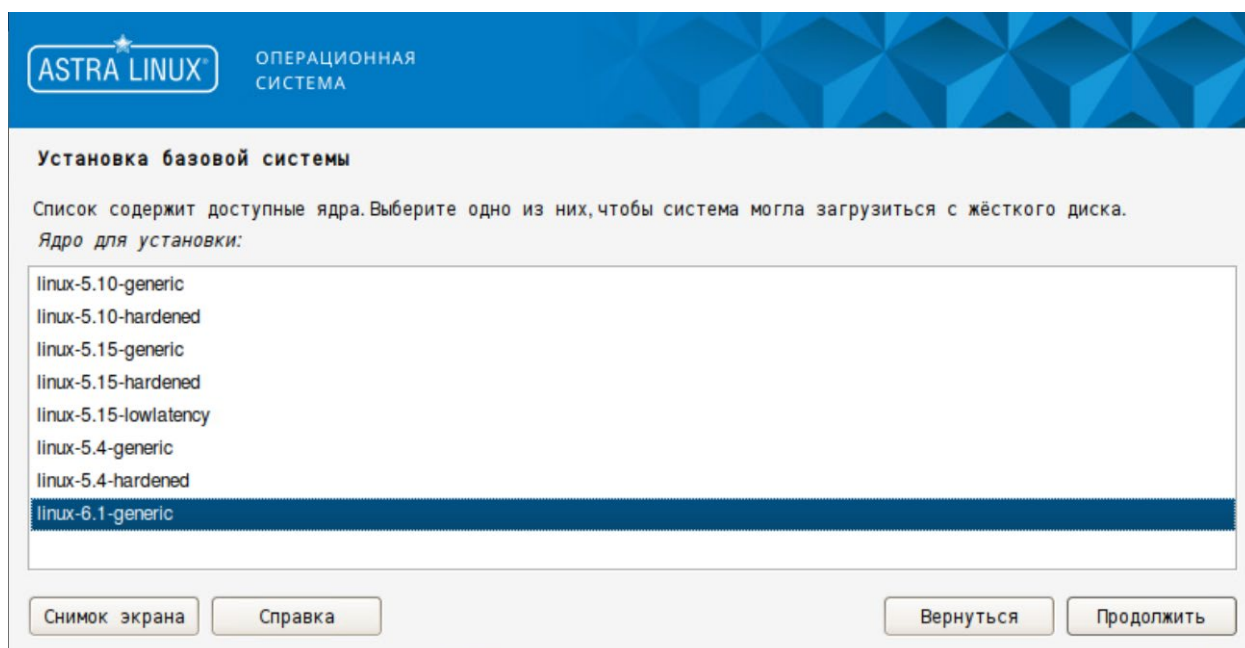 ASTRA LINUX®
ОПЕРАЦИОННАЯ
СИСТЕМА
Установка базовой системы
Список содержит доступные ядра. Выберите одно из них, чтобы система могла загрузиться с жёсткого диска.
Ядро для установки:
linux-5.10-generic
linux-5.10-hardened
linux-5.15-generic
linux-5.15-hardened
linux-5.15-lowlatency
linux-5.4-generic
linux-5.4-hardened
linux-6.1-generic
Снимок экрана Справка Вернуться Продолжить